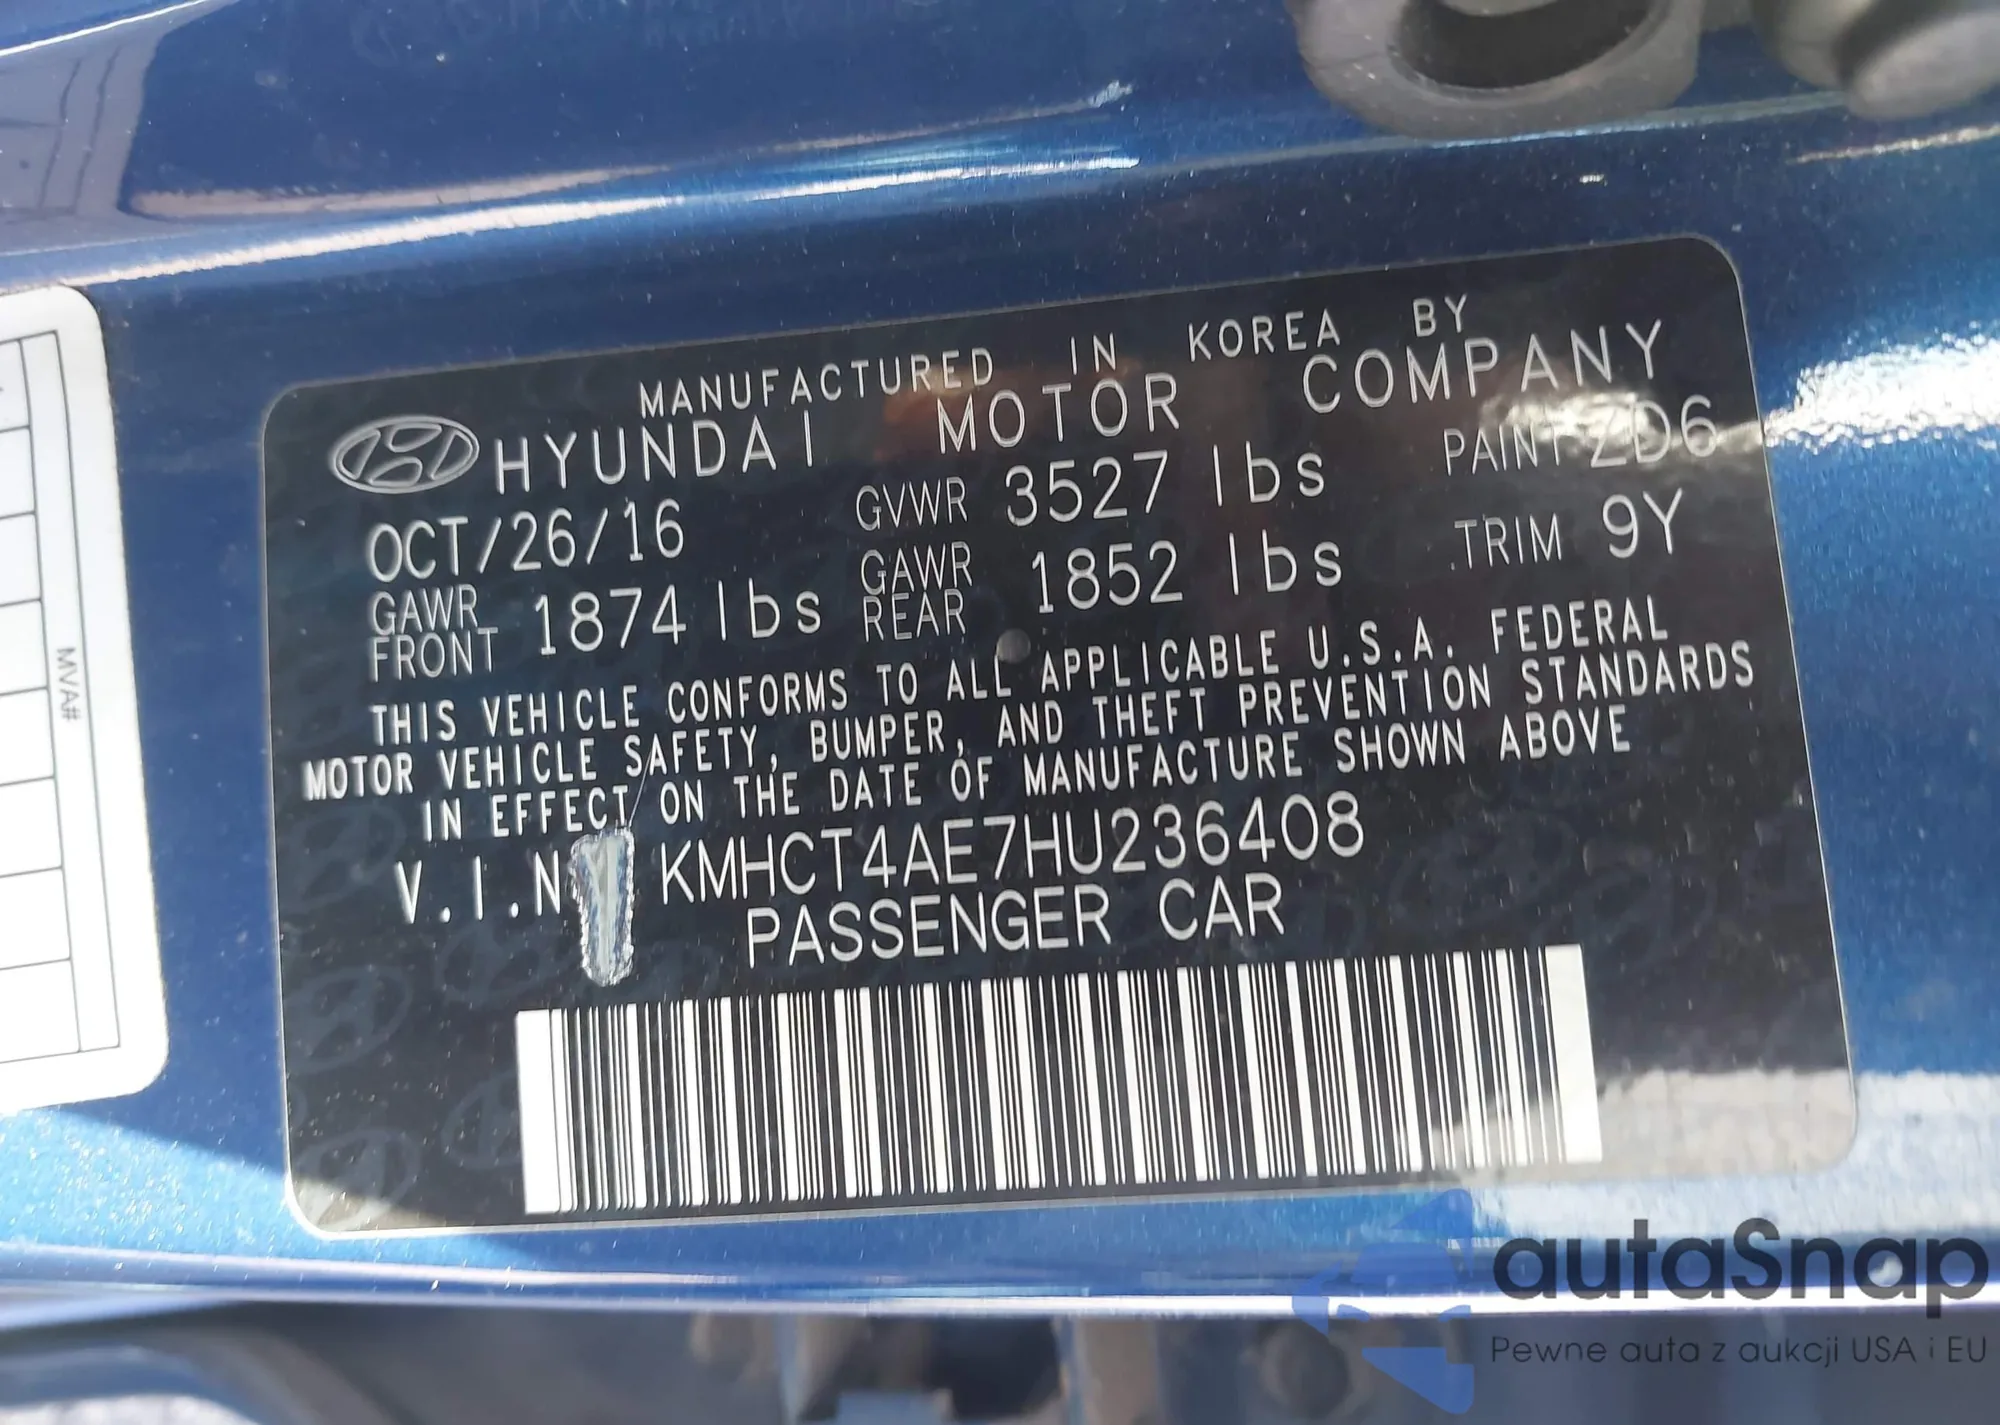 MANUFACTURED IN KOREA BY
HYUNDAI MOTOR COMPANY
OCT/26/16 GVWR 3527 lbs PAINT ZD6
GAWR FRONT 1874 lbs GAWR REAR 1852 lbs TRIM 9Y
THIS VEHICLE CONFORMS TO ALL APPLICABLE U.S.A. FEDERAL
MOTOR VEHICLE SAFETY, BUMPER, AND THEFT PREVENTION STANDARDS
IN EFFECT ON THE DATE OF MANUFACTURE SHOWN ABOVE
V.I.N KMHCT4AE7HU236408
PASSENGER CAR
MVA#
autaSnap
Pewne auta z aukcji USA i EU